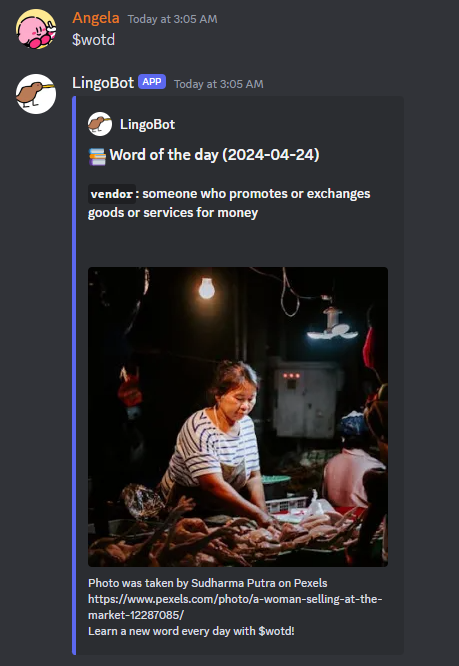 Angela Today at 3:05 AM
$wotd
LingoBot APP Today at 3:05 AM
LingoBot
Word of the day (2024-04-24)
vendor: someone who promotes or exchanges
goods or services for money
Photo was taken by Sudharma Putra on Pexels
https://www.pexels.com/photo/a-woman-selling-at-the-
market-12287085/
Learn a new word every day with $wotd!